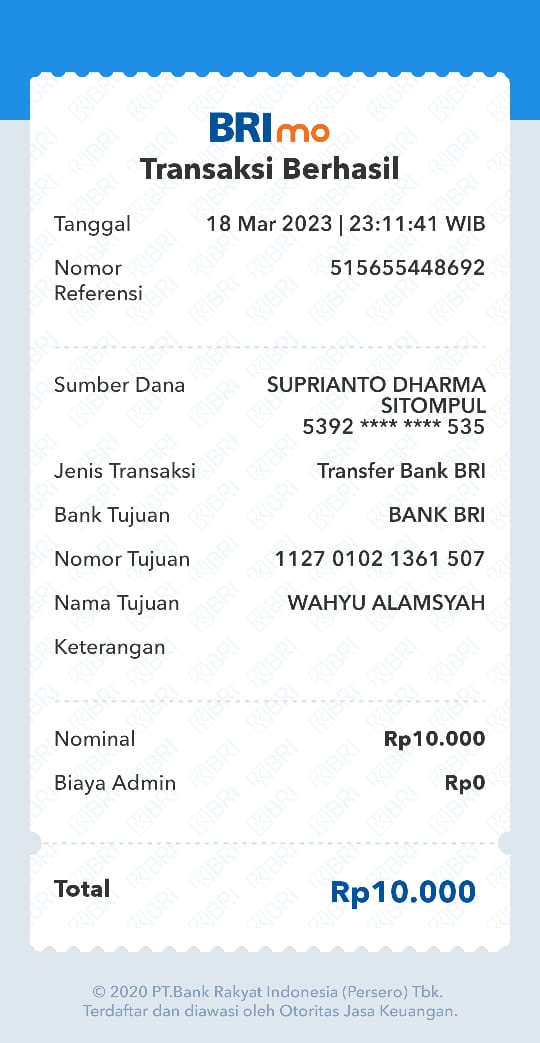 BRImo
Transaksi Berhasil
Tanggal 18 Mar 2023 | 23:11:41 WIB
Nomor Referensi 515655448692
Sumber Dana SUPRIANTO DHARMA
SITOMPUL
5392 **** **** 535
Jenis Transaksi Transfer Bank BRI
Bank Tujuan BANK BRI
Nomor Tujuan 1127 0102 1361 507
Nama Tujuan WAHYU ALAMSYAH
Keterangan
Nominal Rp10.000
Biaya Admin Rp0
Total Rp10.000
© 2020 PT.Bank Rakyat Indonesia (Persero) Tbk.
Terdaftar dan diawasi oleh Otoritas Jasa Keuangan.